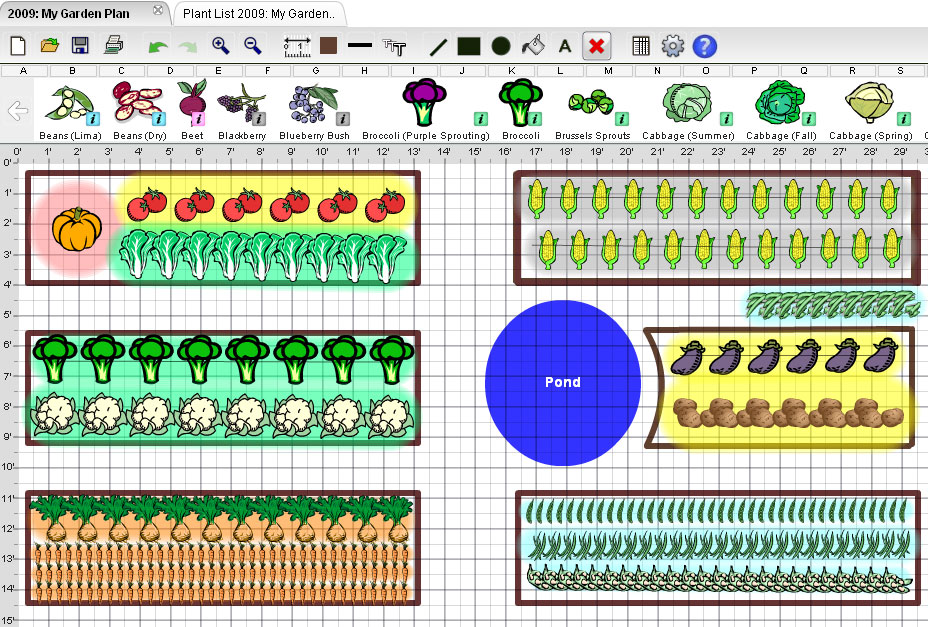 2009: My Garden Plan
Plant List 2009: My Garden..
0 1
T T
A
A B C D E F G H I J K L M N O P Q R S
Beans (Lima) Beans (Dry) Beet Blackberry Blueberry Bush Broccoli (Purple Sprouting) Broccoli Brussels Sprouts Cabbage (Summer) Cabbage (Fall) Cabbage (Spring)
0' 1' 2' 3' 4' 5' 6' 7' 8' 9' 10' 11' 12' 13' 14' 15' 16' 17' 18' 19' 20' 21' 22' 23' 24' 25' 26' 27' 28' 29'
0'
1'
2'
3'
4'
5'
6'
7'
Pond
8'
9'
10'
11'
12'
13'
14'
15'